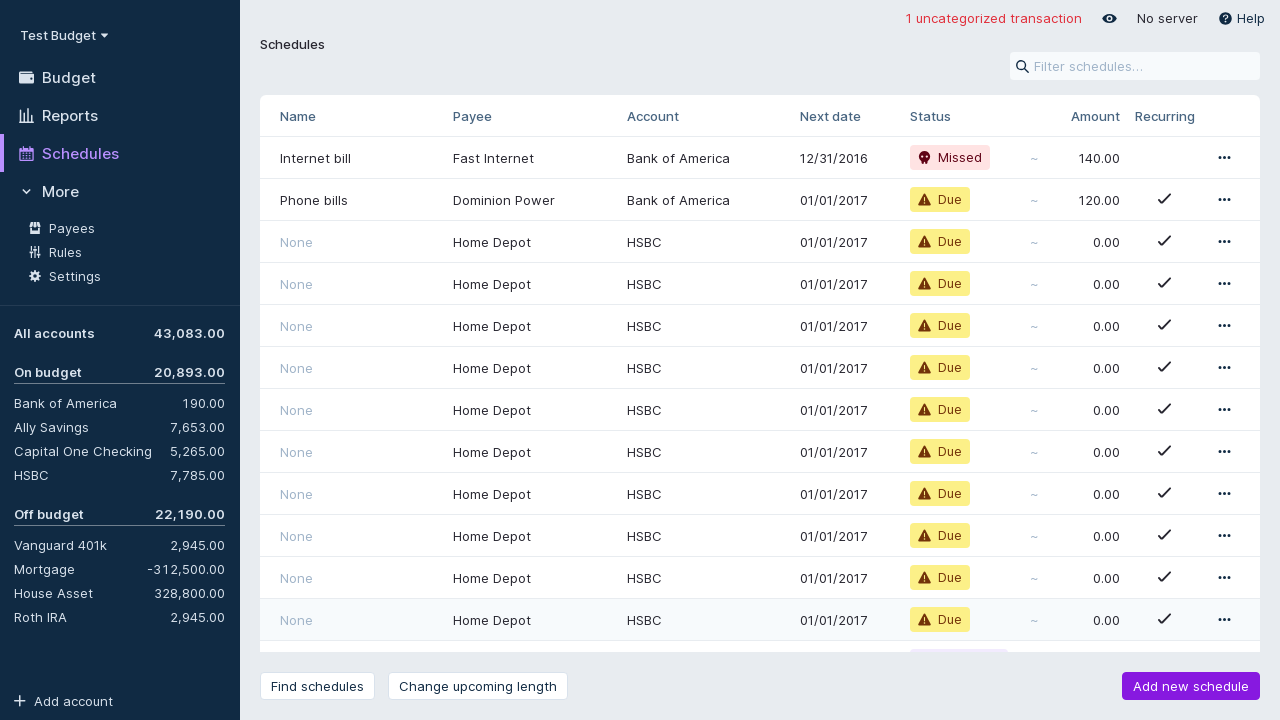 Test Budget
Budget
Reports
Schedules
More
Payees
Rules
Settings
All accounts 43,083.00
On budget 20,893.00
Bank of America 190.00
Ally Savings 7,653.00
Capital One Checking 5,265.00
HSBC 7,785.00
Off budget 22,190.00
Vanguard 401k 2,945.00
Mortgage -312,500.00
House Asset 328,800.00
Roth IRA 2,945.00
Add account
1 uncategorized transaction No server Help
Schedules
Filter schedules…
Name Payee Account Next date Status Amount Recurring
Internet bill Fast Internet Bank of America 12/31/2016 Missed ~ 140.00
Phone bills Dominion Power Bank of America 01/01/2017 Due ~ 120.00
None Home Depot HSBC 01/01/2017 Due ~ 0.00
None Home Depot HSBC 01/01/2017 Due ~ 0.00
None Home Depot HSBC 01/01/2017 Due ~ 0.00
None Home Depot HSBC 01/01/2017 Due ~ 0.00
None Home Depot HSBC 01/01/2017 Due ~ 0.00
None Home Depot HSBC 01/01/2017 Due ~ 0.00
None Home Depot HSBC 01/01/2017 Due ~ 0.00
None Home Depot HSBC 01/01/2017 Due ~ 0.00
None Home Depot HSBC 01/01/2017 Due ~ 0.00
None Home Depot HSBC 01/01/2017 Due ~ 0.00
Find schedules Change upcoming length Add new schedule